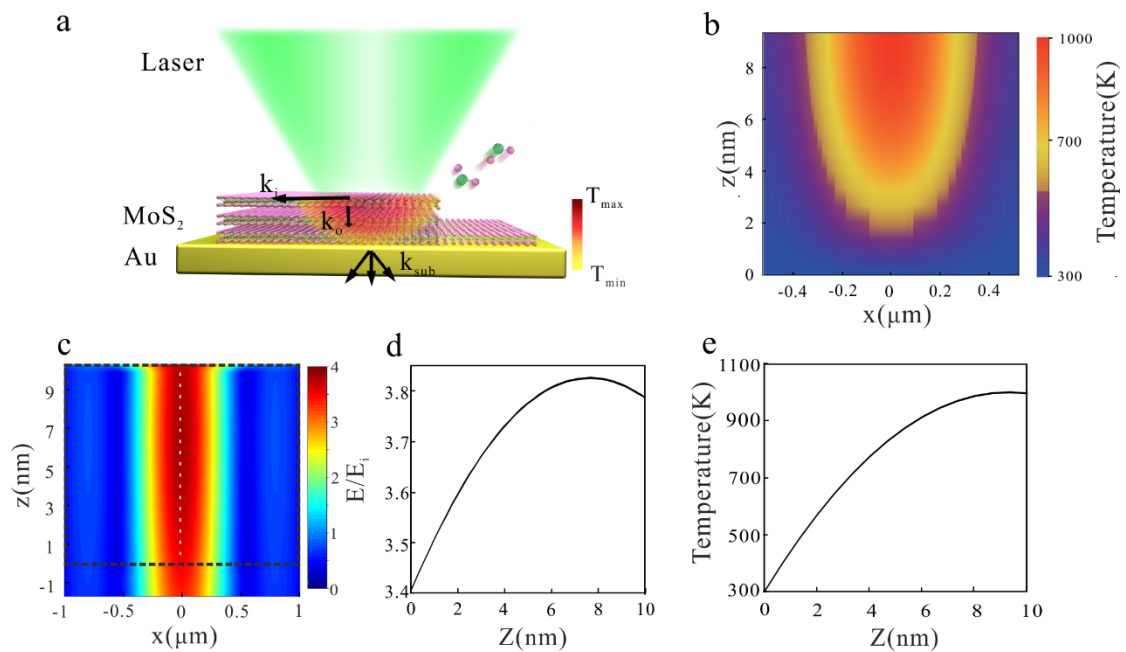 a
Laser
k_i
MoS_2
k_o
Au
k_sub
T_max
T_min
b
z(nm)
8
6
4
2
0
-0.4
-0.2
0
0.2
0.4
x(μm)
1000
700
300
Temperature(K)
c
z(nm)
9
7
5
3
1
-1
-1
-0.5
0
0.5
1
x(μm)
4
3
2
1
0
E/E_i
d
3.8
3.7
3.6
3.5
3.4
0
2
4
6
8
10
Z(nm)
e
Temperature(K)
1100
900
700
500
300
0
2
4
6
8
10
Z(nm)